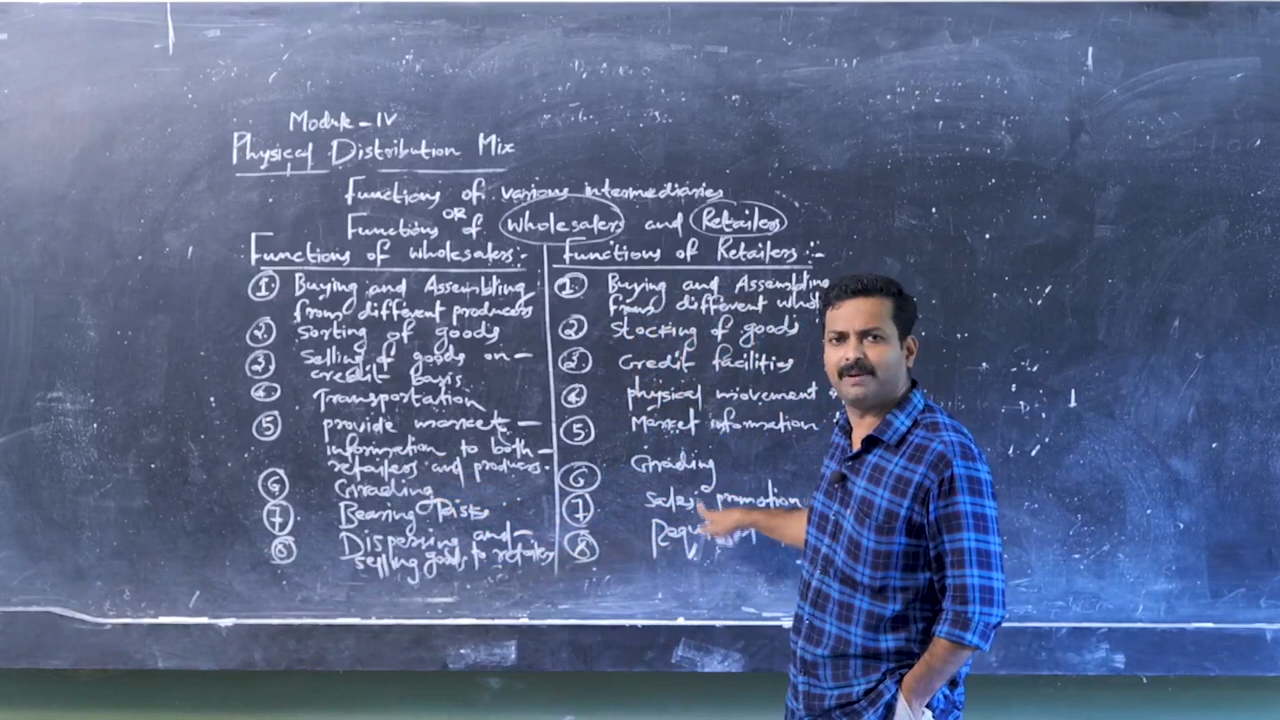 Module - IV
Physical Distribution Mix
Functions of various intermediaries
OR
Functions of wholesalers and Retailers
Functions of wholesalers:-
① Buying and Assembling
from different producers
② Sorting of goods
③ Selling of goods on -
credit basis
④ Transportation
⑤ provide market -
information to both -
retailers and producers.
⑥ Grading
⑦ Bearing Risks
⑧ Dispersing and -
selling goods to retailers
Functions of Retailers :-
① Buying and Assembling
from different
② Stocking of goods
③ Credit facilities
④ physical movement
⑤ Market information
⑥ Grading
⑦ Sales promotion
⑧